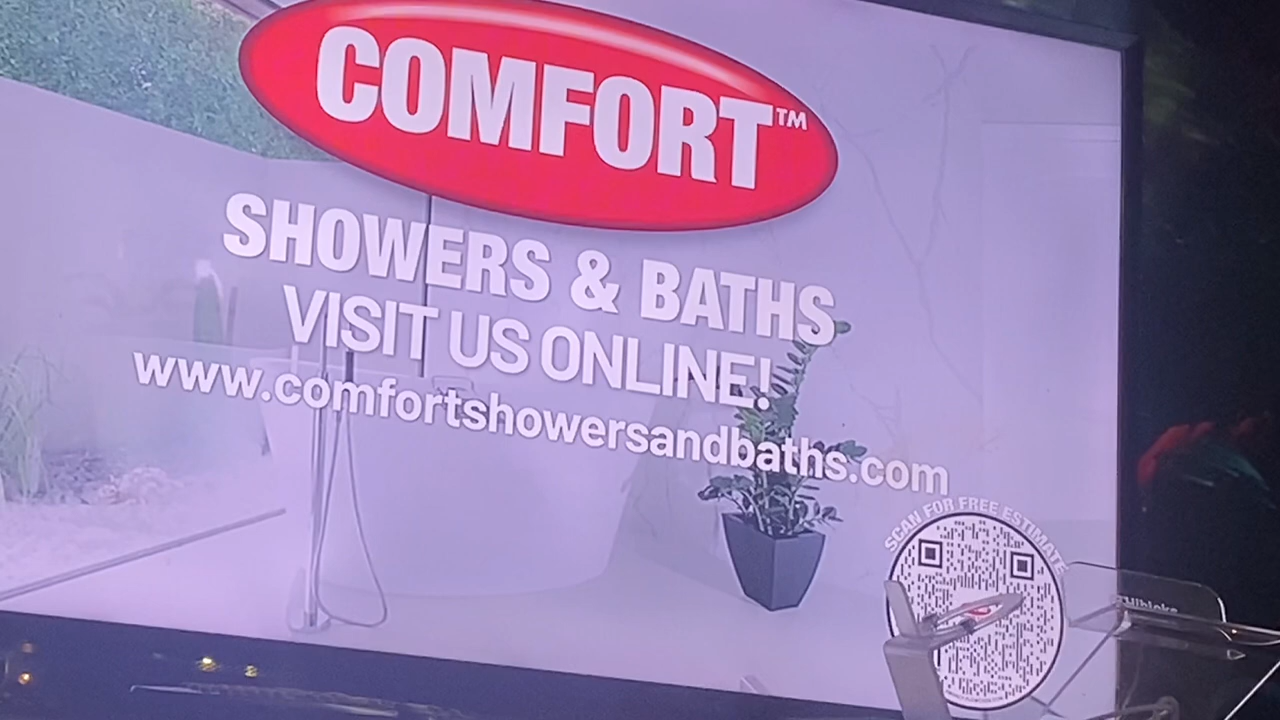 COMFORT™
SHOWERS & BATHS
VISIT US ONLINE!
www.comfortshowersandbaths.com
SCAN FOR FREE ESTIMATE